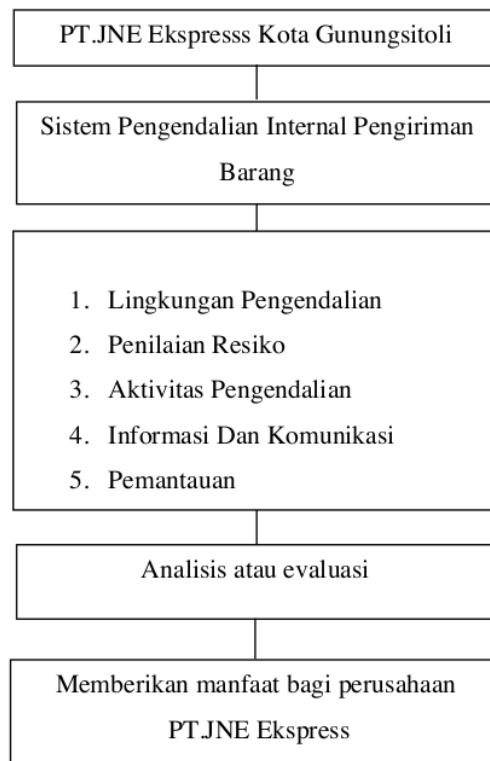 PT.JNE Ekspresss Kota Gunungsitoli
Sistem Pengendalian Internal Pengiriman
Barang
1. Lingkungan Pengendalian
2. Penilaian Resiko
3. Aktivitas Pengendalian
4. Informasi Dan Komunikasi
5. Pemantauan
Analisis atau evaluasi
Memberikan manfaat bagi perusahaan
PT.JNE Ekspress